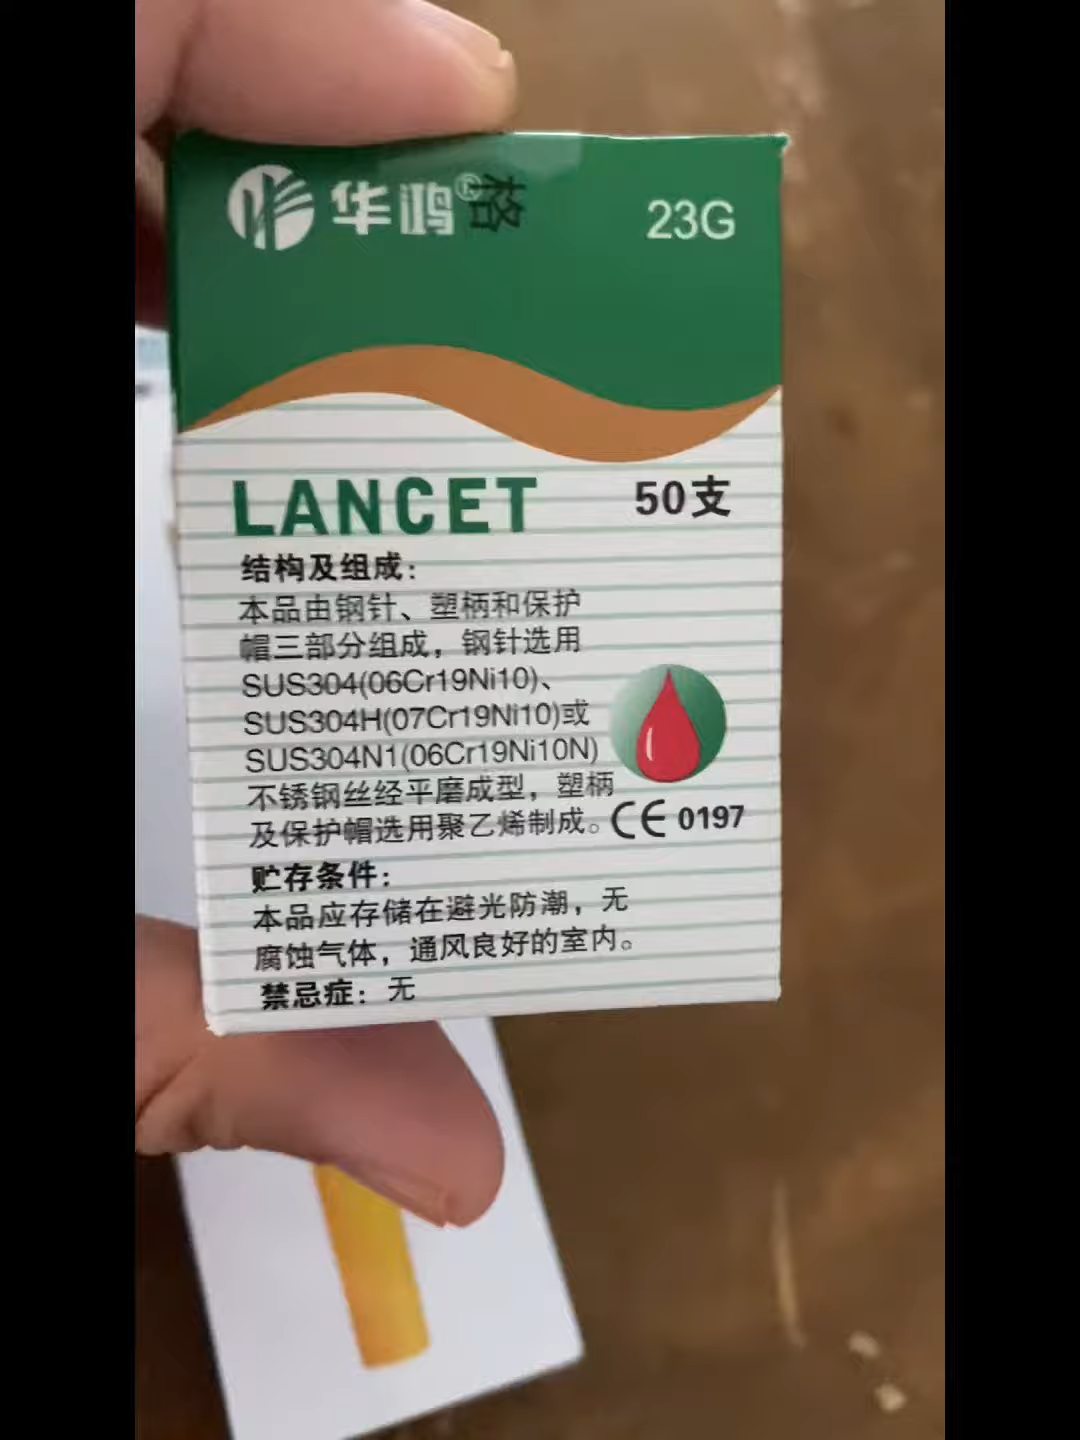 华鸿®格
23G
LANCET
50支
结构及组成：
本品由钢针、塑柄和保护
帽三部分组成，钢针选用
SUS304(06Cr19Ni10)、
SUS304H(07Cr19Ni10)或
SUS304N1(06Cr19Ni10N)
不锈钢丝经平磨成型，塑柄
及保护帽选用聚乙烯制成。
CE 0197
贮存条件：
本品应存储在避光防潮，无
腐蚀气体，通风良好的室内。
禁忌症：无